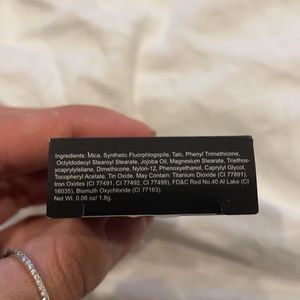 Ingredients: Mica, Synthetic Fluorphlogopite, Talc, Phenyl Trimethicone,
Octyldodecyl Stearoyl Stearate, Jojoba Oil, Magnesium Stearate, Triethox-
ycaprylylsilane, Dimethicone, Nylon-12, Phenoxyethanol, Caprylyl Glycol,
Tocopheryl Acetate, Tin Oxide. May Contain: Titanium Dioxide (CI 77891),
Iron Oxides (CI 77491, CI 77492, CI 77499), FD&C Red No.40 Al Lake (CI
16035), Bismuth Oxychloride (CI 77163).
Net Wt. 0.06 oz/ 1.8g.